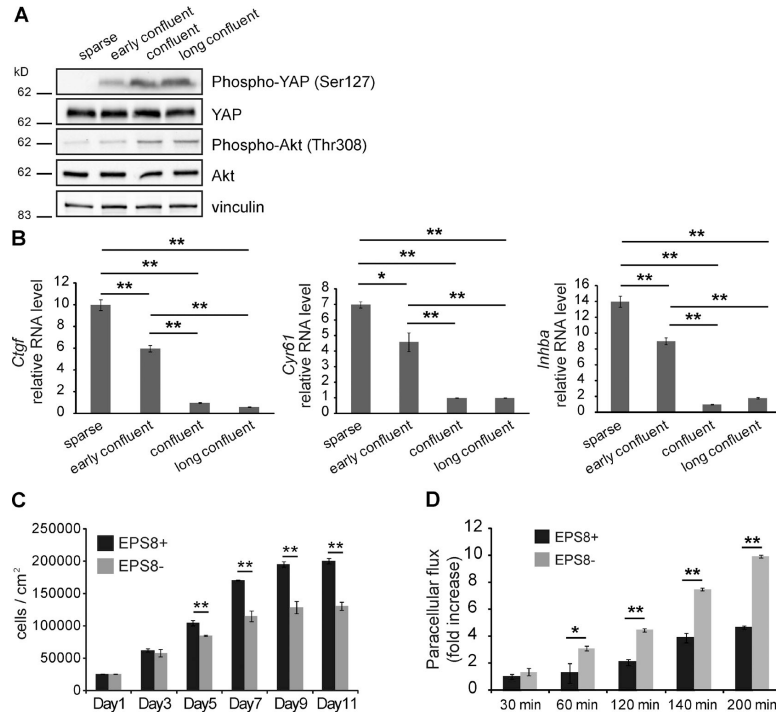 A
sparse
early confluent
confluent
long confluent
kD
62
Phospho-YAP (Ser127)
62
YAP
62
Phospho-Akt (Thr308)
62
Akt
83
vinculin
B
**
**
**
**
**
Ctgf
relative RNA level
12
10
8
6
4
2
0
sparse
early confluent
confluent
long confluent
**
**
*
**
**
Cyr61
relative RNA level
9
8
7
6
5
4
3
2
1
0
sparse
early confluent
confluent
long confluent
**
**
**
**
**
Inhba
relative RNA level
16
14
12
10
8
6
4
2
0
sparse
early confluent
confluent
long confluent
C
cells / cm²
250000
200000
150000
100000
50000
0
EPS8+
EPS8-
**
**
**
**
Day1 Day3 Day5 Day7 Day9 Day11
D
Paracellular flux
(fold increase)
12
10
8
6
4
2
0
EPS8+
EPS8-
*
**
**
**
30 min 60 min 120 min 140 min 200 min